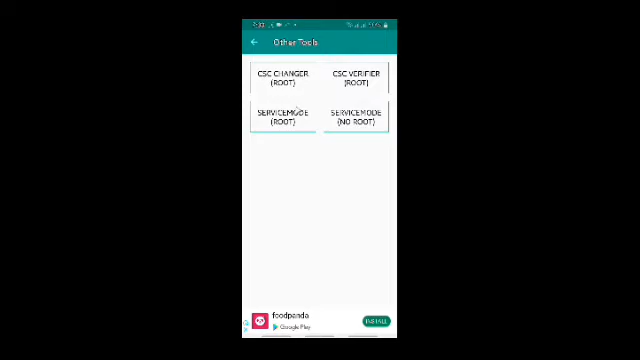 Other Tools
CSC CHANGER
(ROOT)
CSC VERIFIER
(ROOT)
SERVICEMODE
(ROOT)
SERVICEMODE
(NO ROOT)
foodpanda
Google Play
INSTALL